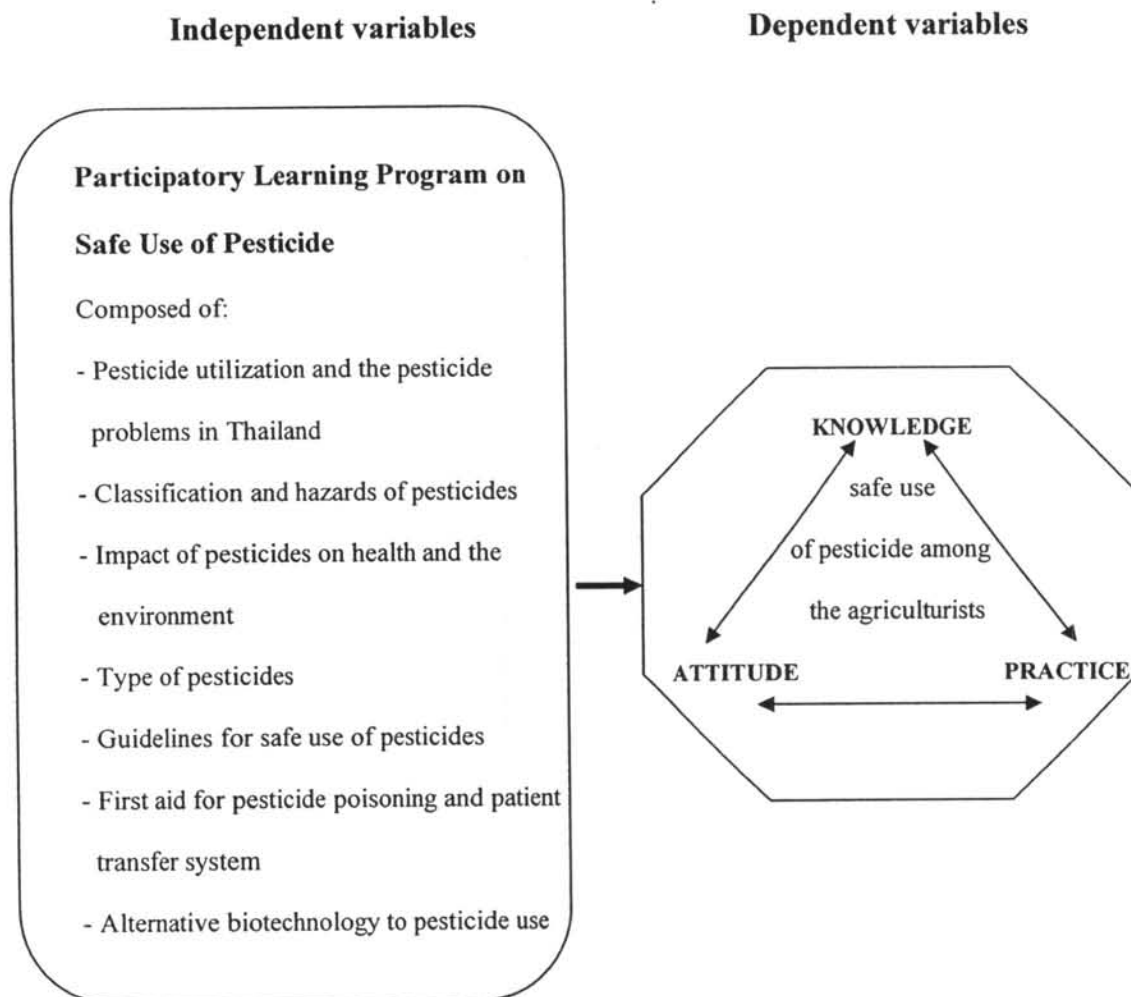 Independent variables
Dependent variables
Participatory Learning Program on
Safe Use of Pesticide
Composed of:
- Pesticide utilization and the pesticide
problems in Thailand
- Classification and hazards of pesticides
- Impact of pesticides on health and the
environment
- Type of pesticides
- Guidelines for safe use of pesticides
- First aid for pesticide poisoning and patient
transfer system
- Alternative biotechnology to pesticide use
KNOWLEDGE
safe use
of pesticide among
the agriculturists
ATTITUDE
PRACTICE